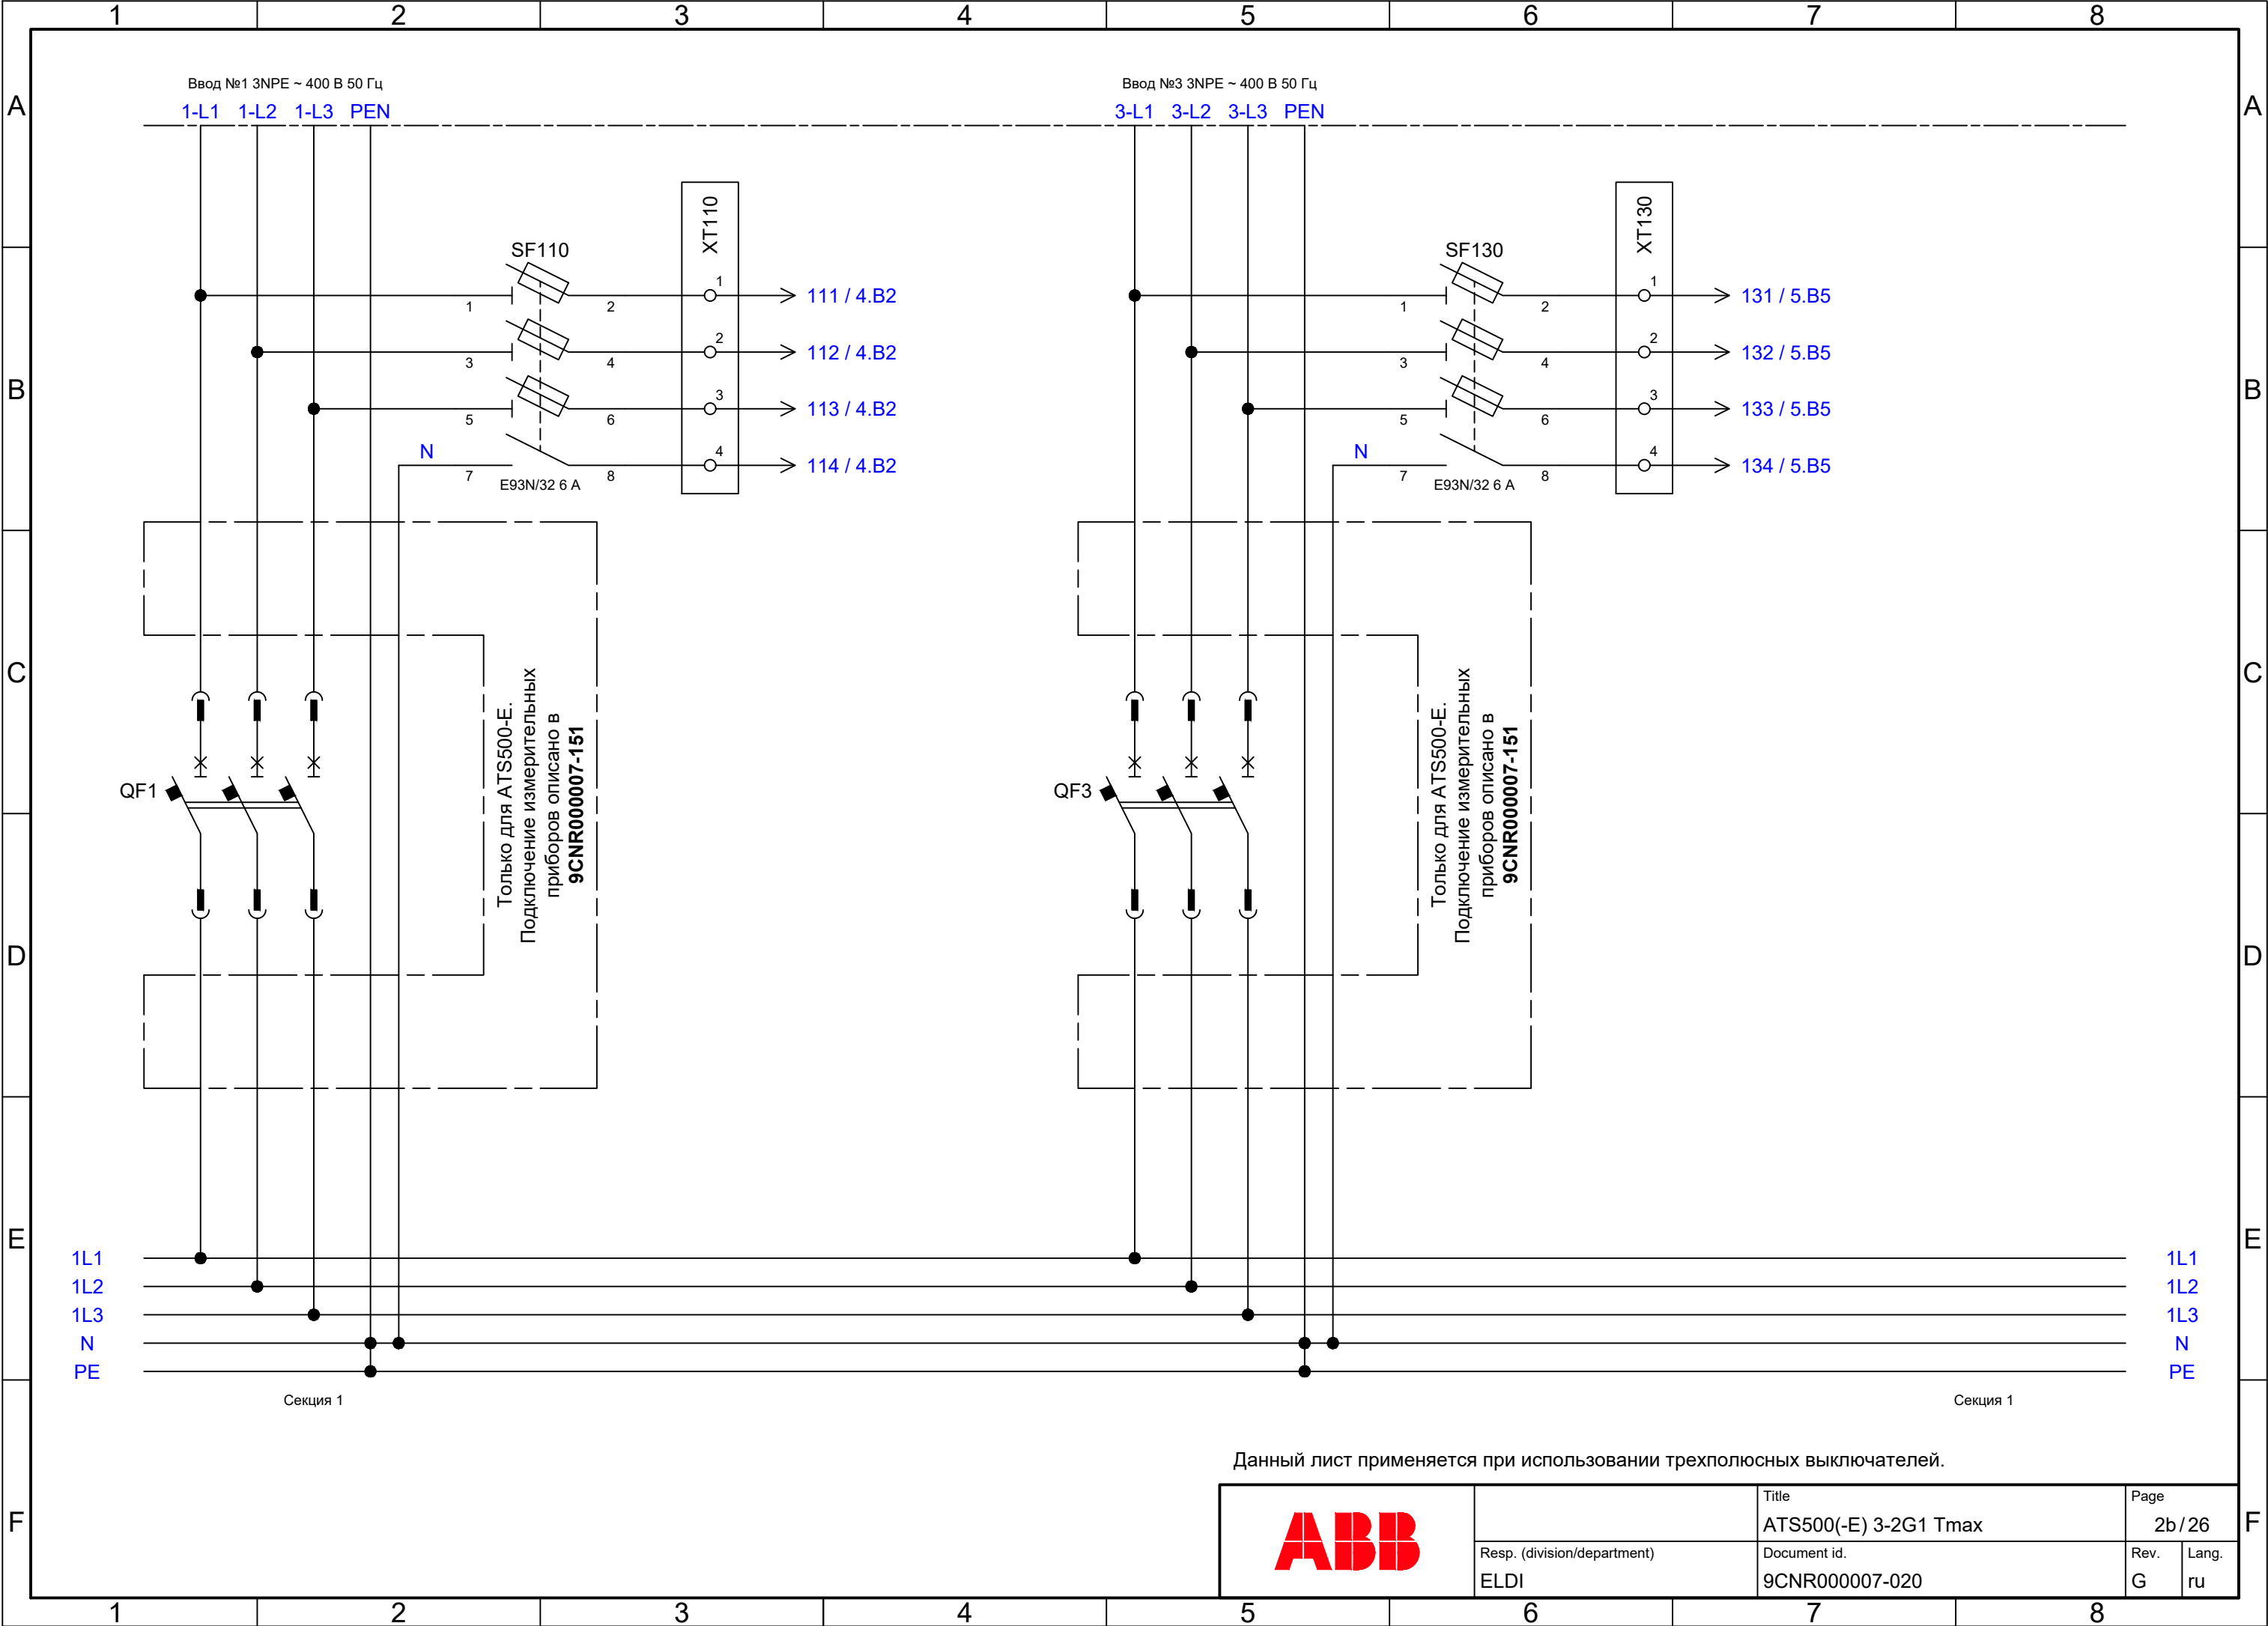 1 2 3 4 5 6 7 8
A A
B B
C C
D D
E E
F F
Ввод №1 3NPE ~ 400 В 50 Гц
1-L1 1-L2 1-L3 PEN
Ввод №3 3NPE ~ 400 В 50 Гц
3-L1 3-L2 3-L3 PEN
SF110
XT110
1 2 1 111 / 4.B2
3 4 2 112 / 4.B2
5 6 3 113 / 4.B2
N 7 8 4 114 / 4.B2
E93N/32 6 A
SF130
XT130
1 2 1 131 / 5.B5
3 4 2 132 / 5.B5
5 6 3 133 / 5.B5
N 7 8 4 134 / 5.B5
E93N/32 6 A
QF1
Только для ATS500-E.
Подключение измерительных
приборов описано в
9CNR000007-151
QF3
Только для ATS500-E.
Подключение измерительных
приборов описано в
9CNR000007-151
1L1 1L1
1L2 1L2
1L3 1L3
N N
PE PE
Секция 1 Секция 1
Данный лист применяется при использовании трехполюсных выключателей.
ABB
Title
ATS500(-E) 3-2G1 Tmax
Page
2b/26
Resp. (division/department)
ELDI
Document id.
9CNR000007-020
Rev.
G
Lang.
ru
1 2 3 4 5 6 7 8